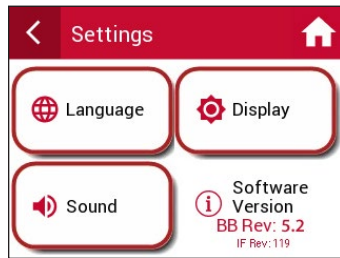 Settings
Language
Display
Sound
Software
Version
BB Rev: 5.2
IF Rev: 119